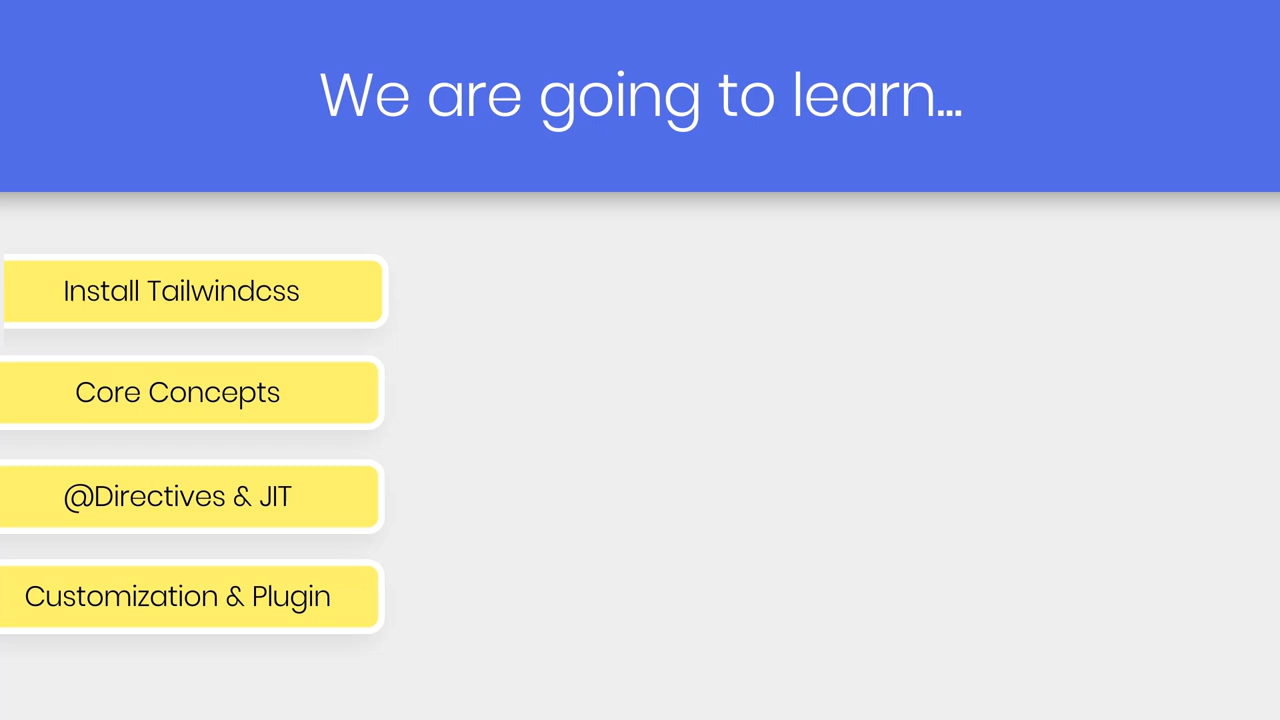 We are going to learn...
Install Tailwindcss
Core Concepts
@Directives & JIT
Customization & Plugin